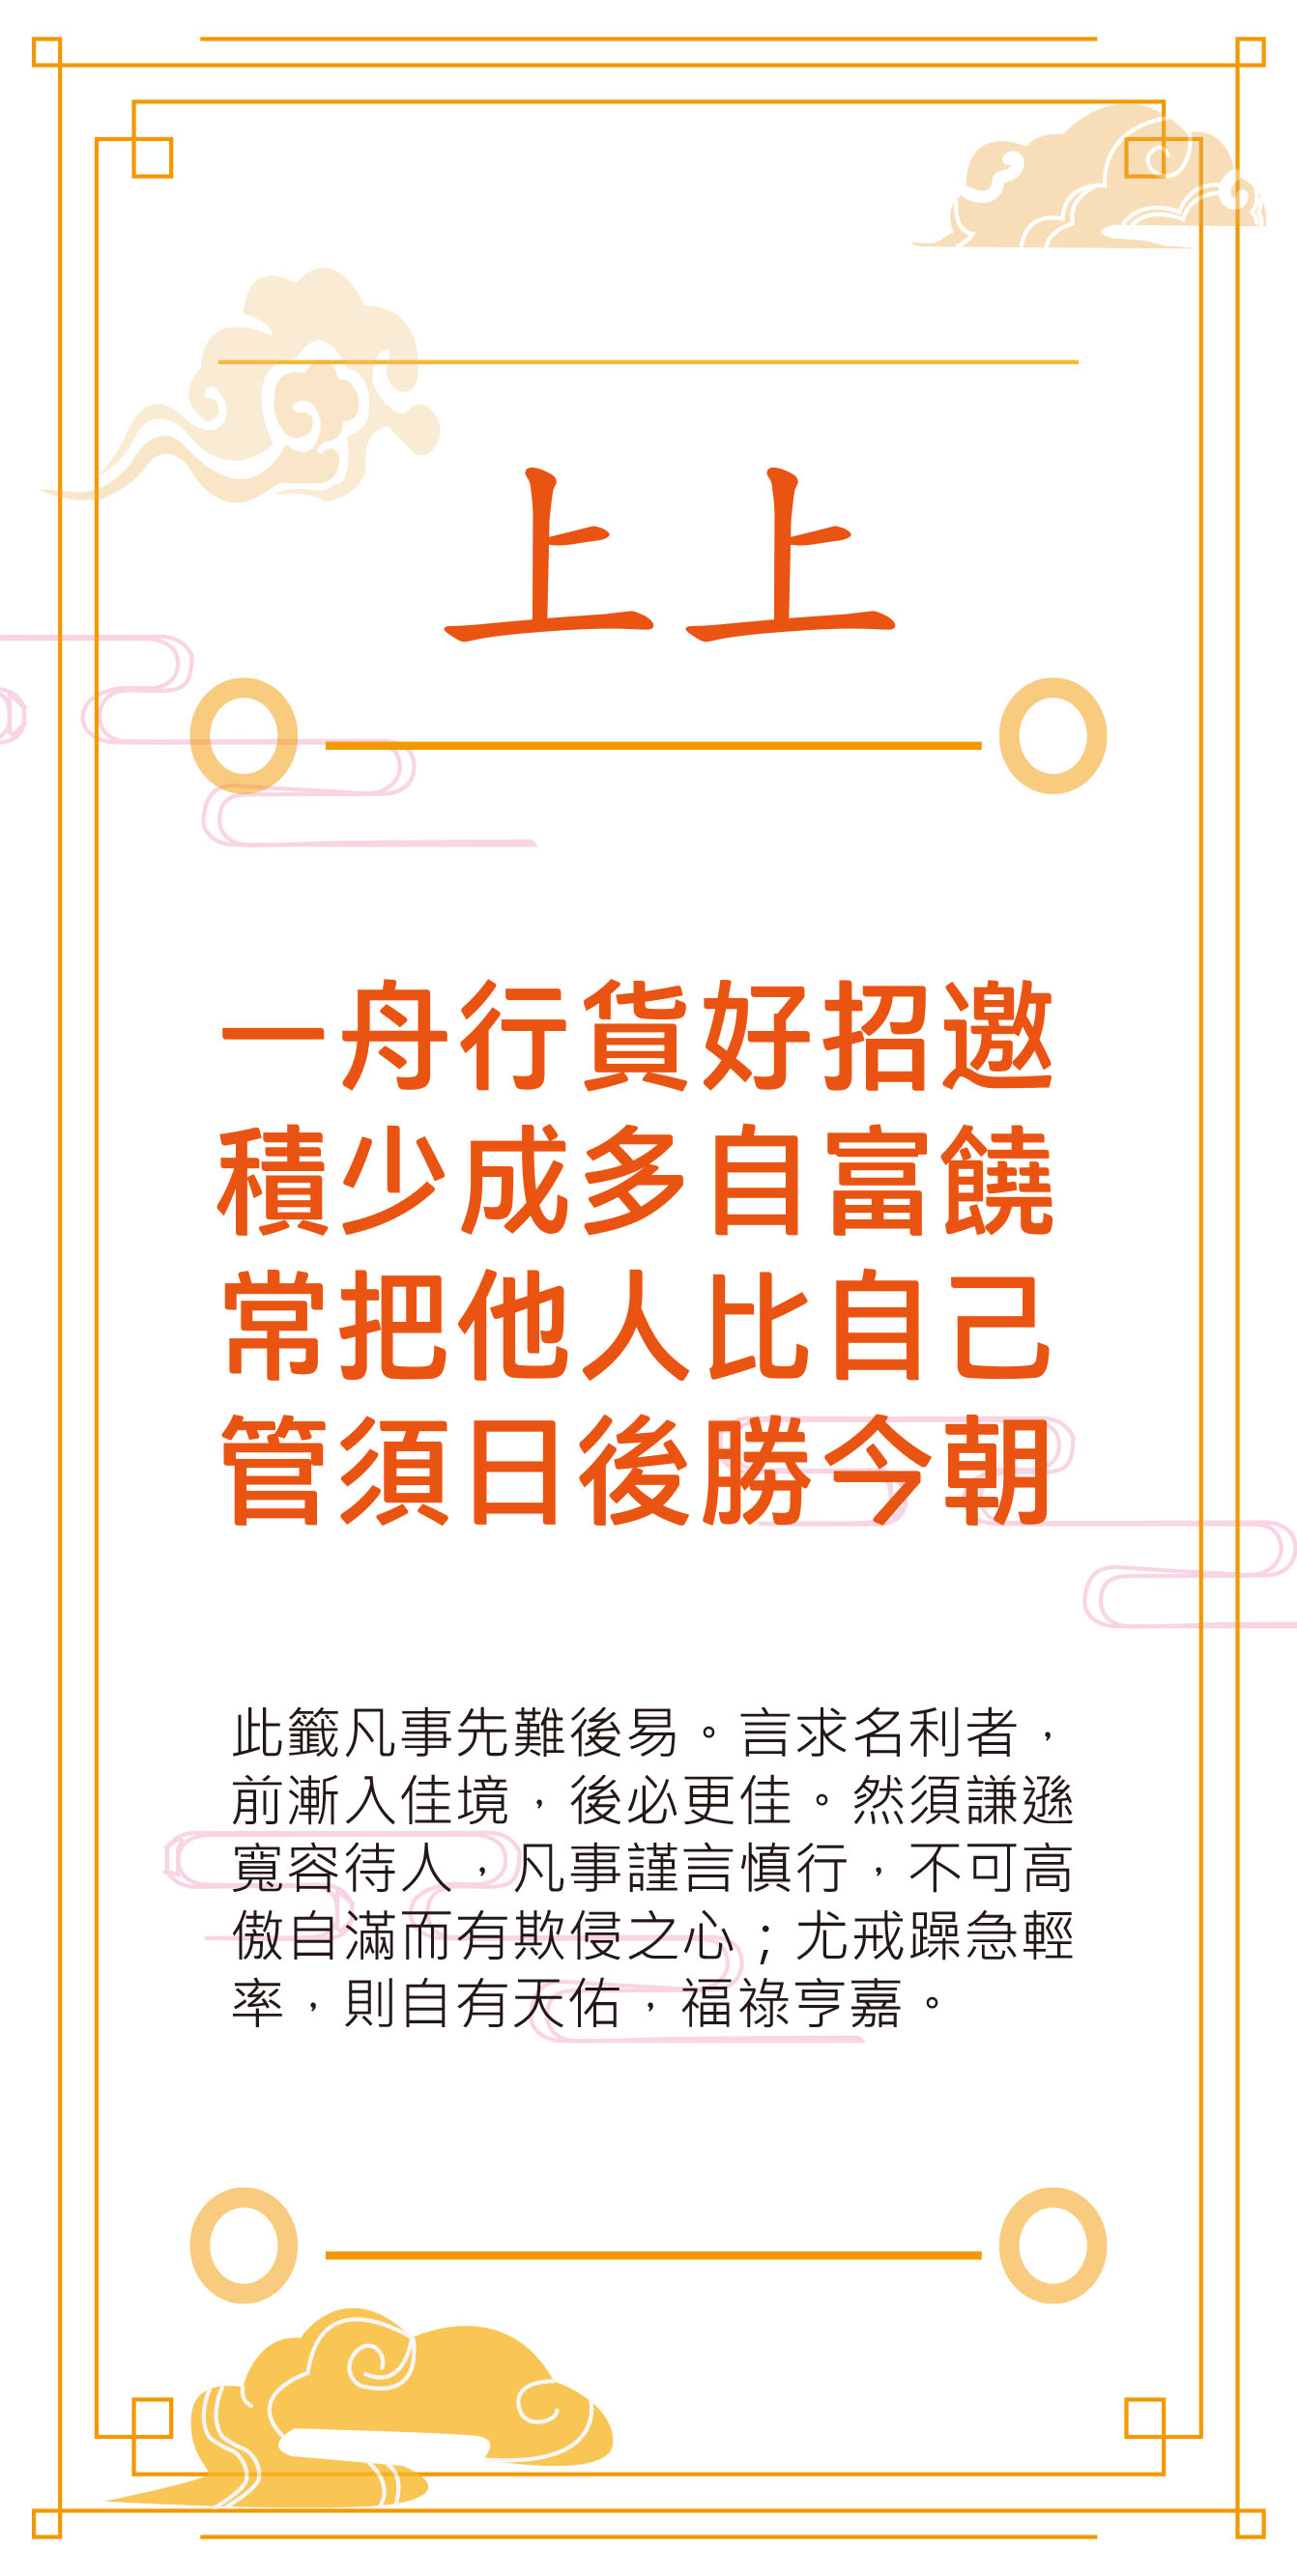 上上
一舟行貨好招邀
積少成多自富饒
常把他人比自己
管須日後勝今朝
此籤凡事先難後易。言求名利者，
前漸入佳境，後必更佳。然須謙遜
寬容待人，凡事謹言慎行，不可高
傲自滿而有欺侵之心；尤戒躁急輕
率，則自有天佑，福祿亨嘉。